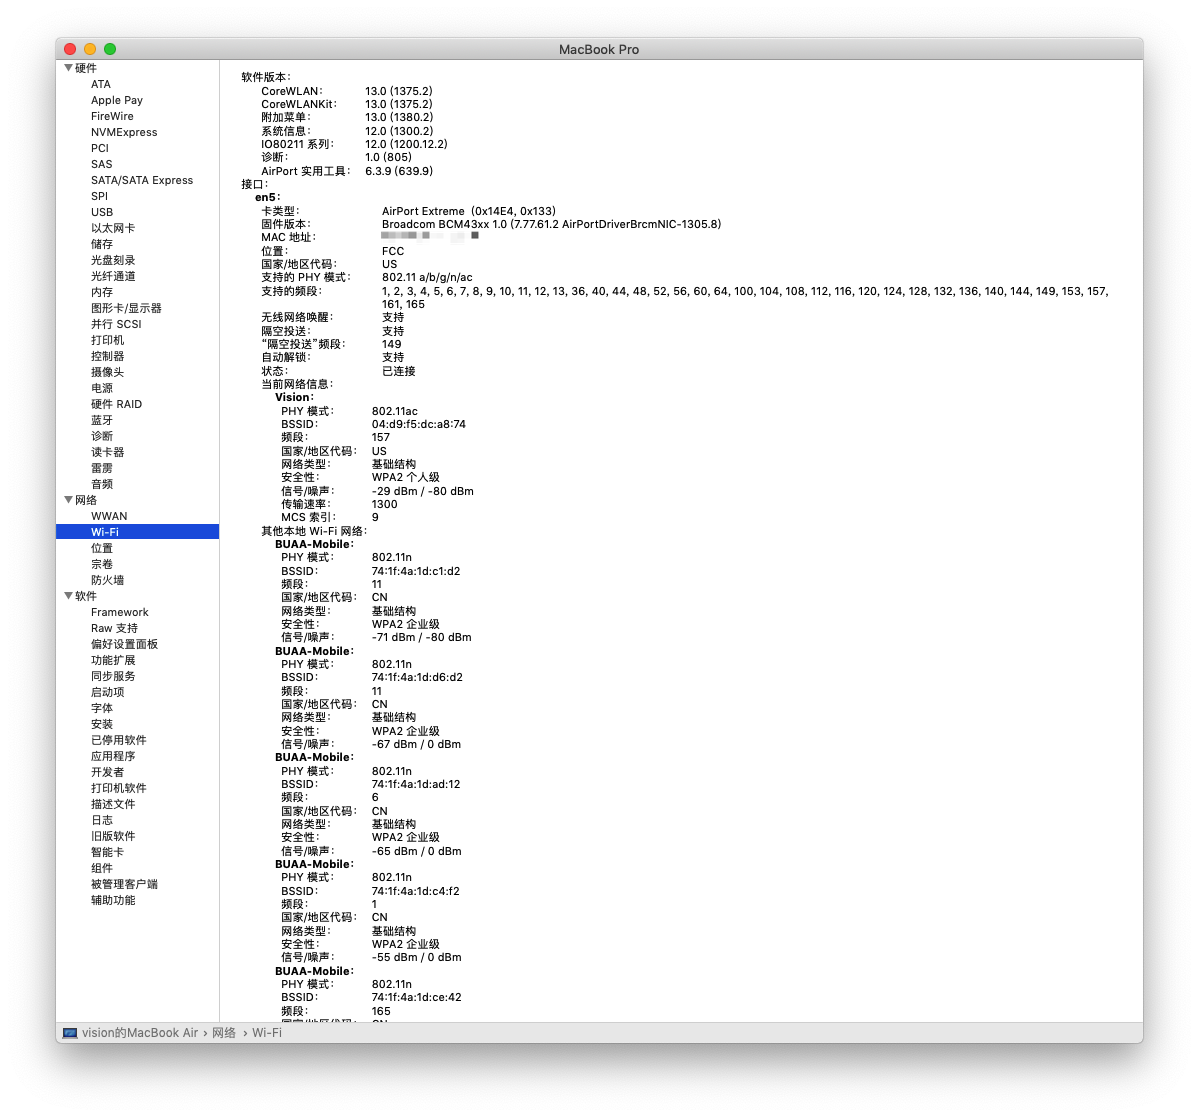 MacBook Pro
硬件
ATA
Apple Pay
FireWire
NVMExpress
PCI
SAS
SATA/SATA Express
SPI
USB
以太网卡
储存
光盘刻录
光纤通道
内存
图形卡/显示器
并行 SCSI
打印机
控制器
摄像头
电源
硬件 RAID
蓝牙
诊断
读卡器
雷雳
音频
网络
WWAN
Wi-Fi
位置
宗卷
防火墙
软件
Framework
Raw 支持
偏好设置面板
功能扩展
同步服务
启动项
字体
安装
已停用软件
应用程序
开发者
打印机软件
描述文件
日志
旧版软件
智能卡
组件
被管理客户端
辅助功能
软件版本：
CoreWLAN： 13.0 (1375.2)
CoreWLANKit： 13.0 (1375.2)
附加菜单： 13.0 (1380.2)
系统信息： 12.0 (1300.2)
IO80211 系列： 12.0 (1200.12.2)
诊断： 1.0 (805)
AirPort 实用工具： 6.3.9 (639.9)
接口：
en5：
卡类型： AirPort Extreme  (0x14E4, 0x133)
固件版本： Broadcom BCM43xx 1.0 (7.77.61.2 AirPortDriverBrcmNIC-1305.8)
MAC 地址：
位置： FCC
国家/地区代码： US
支持的 PHY 模式： 802.11 a/b/g/n/ac
支持的频段： 1, 2, 3, 4, 5, 6, 7, 8, 9, 10, 11, 12, 13, 36, 40, 44, 48, 52, 56, 60, 64, 100, 104, 108, 112, 116, 120, 124, 128, 132, 136, 140, 144, 149, 153, 157,
161, 165
无线网络唤醒： 支持
隔空投送： 支持
“隔空投送”频段： 149
自动解锁： 支持
状态： 已连接
当前网络信息：
Vision：
PHY 模式： 802.11ac
BSSID： 04:d9:f5:dc:a8:74
频段： 157
国家/地区代码： US
网络类型： 基础结构
安全性： WPA2 个人级
信号/噪声： -29 dBm / -80 dBm
传输速率： 1300
MCS 索引： 9
其他本地 Wi-Fi 网络：
BUAA-Mobile：
PHY 模式： 802.11n
BSSID： 74:1f:4a:1d:c1:d2
频段： 11
国家/地区代码： CN
网络类型： 基础结构
安全性： WPA2 企业级
信号/噪声： -71 dBm / -80 dBm
BUAA-Mobile：
PHY 模式： 802.11n
BSSID： 74:1f:4a:1d:d6:d2
频段： 11
国家/地区代码： CN
网络类型： 基础结构
安全性： WPA2 企业级
信号/噪声： -67 dBm / 0 dBm
BUAA-Mobile：
PHY 模式： 802.11n
BSSID： 74:1f:4a:1d:ad:12
频段： 6
国家/地区代码： CN
网络类型： 基础结构
安全性： WPA2 企业级
信号/噪声： -65 dBm / 0 dBm
BUAA-Mobile：
PHY 模式： 802.11n
BSSID： 74:1f:4a:1d:c4:f2
频段： 1
国家/地区代码： CN
网络类型： 基础结构
安全性： WPA2 企业级
信号/噪声： -55 dBm / 0 dBm
BUAA-Mobile：
PHY 模式： 802.11n
BSSID： 74:1f:4a:1d:ce:42
频段： 165
vision的MacBook Air › 网络 › Wi-Fi